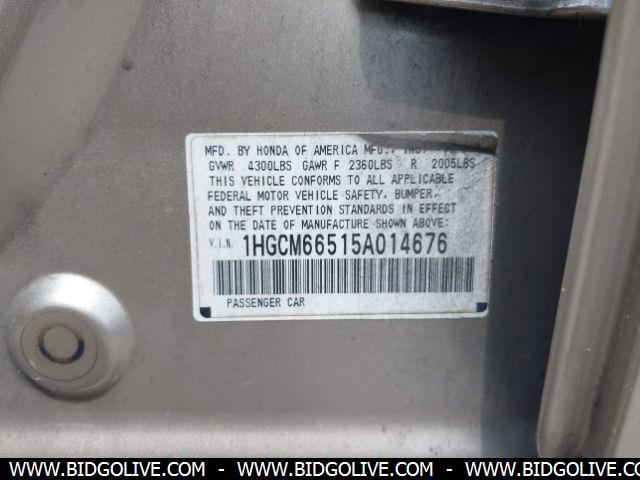 MFD. BY HONDA OF AMERICA MFG.,
GVWR 4300LBS GAWR F 2360LBS R 2005LBS
THIS VEHICLE CONFORMS TO ALL APPLICABLE
FEDERAL MOTOR VEHICLE SAFETY, BUMPER,
AND THEFT PREVENTION STANDARDS IN EFFECT
ON THE DATE OF MANUFACTURE SHOWN ABOVE:
V.I.N. 1HGCM66515A014676
PASSENGER CAR
WWW.BIDGOLIVE.COM - WWW.BIDGOLIVE.COM - WWW.BIDGOLIVE.COM